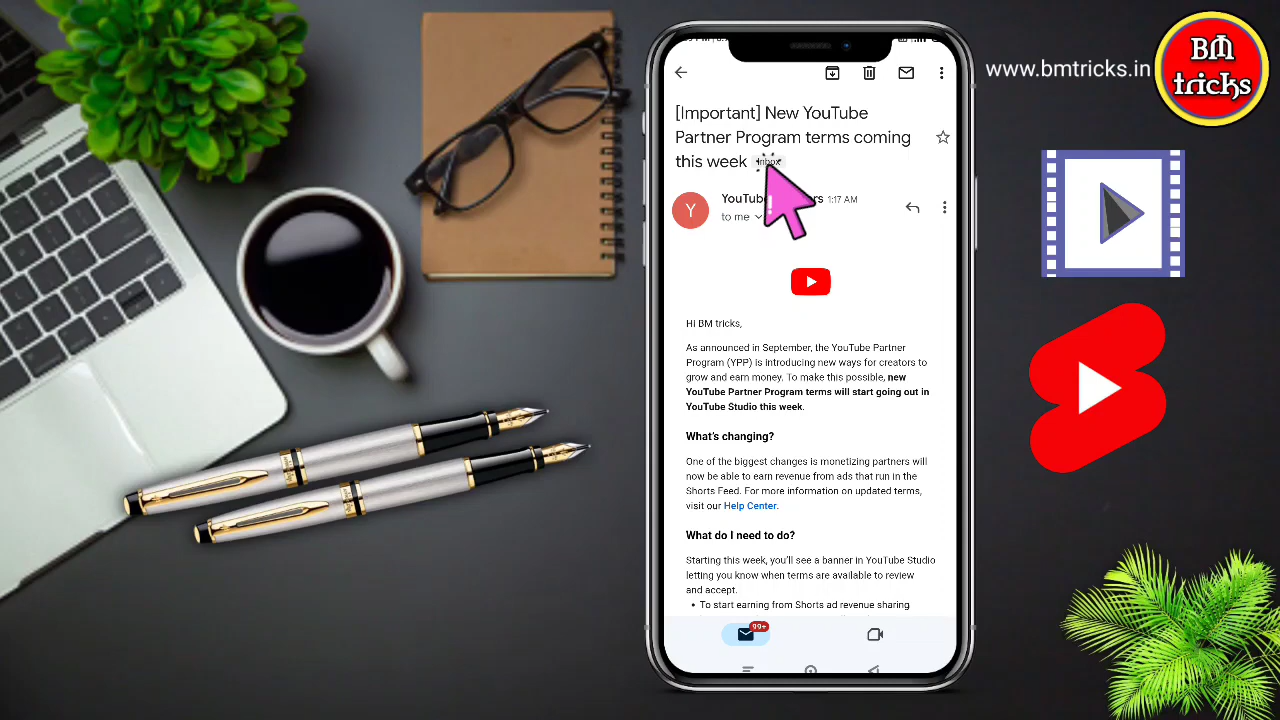 www.bmtricks.in
BM
tricks
[Important] New YouTube
Partner Program terms coming
this week Inbox
1:17 AM
Y
to me
Hi BM tricks,
As announced in September, the YouTube Partner
Program (YPP) is introducing new ways for creators to
grow and earn money. To make this possible, new
YouTube Partner Program terms will start going out in
YouTube Studio this week.
What's changing?
One of the biggest changes is monetizing partners will
now be able to earn revenue from ads that run in the
Shorts Feed. For more information on updated terms,
visit our Help Center.
What do I need to do?
Starting this week, you'll see a banner in YouTube Studio
letting you know when terms are available to review
and accept.
• To start earning from Shorts ad revenue sharing
99+